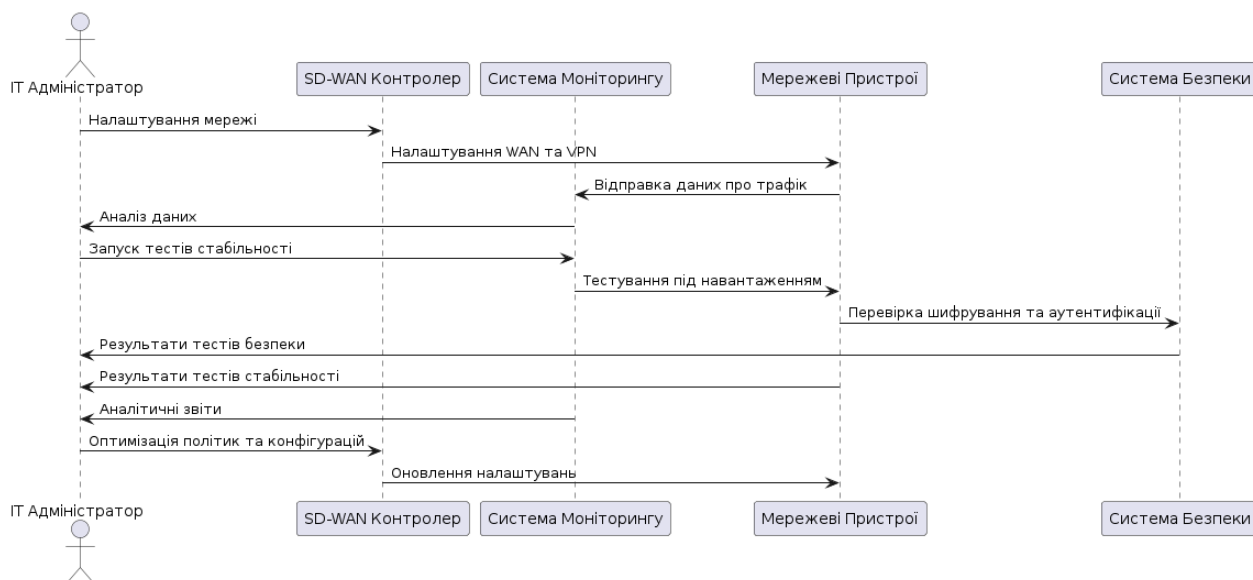 IT Адміністратор
SD-WAN Контролер
Система Моніторингу
Мережеві Пристрої
Система Безпеки
Налаштування мережі
Налаштування WAN та VPN
Відправка даних про трафік
Аналіз даних
Запуск тестів стабільності
Тестування під навантаженням
Перевірка шифрування та аутентифікації
Результати тестів безпеки
Результати тестів стабільності
Аналітичні звіти
Оптимізація політик та конфігурацій
Оновлення налаштувань
IT Адміністратор
SD-WAN Контролер
Система Моніторингу
Мережеві Пристрої
Система Безпеки